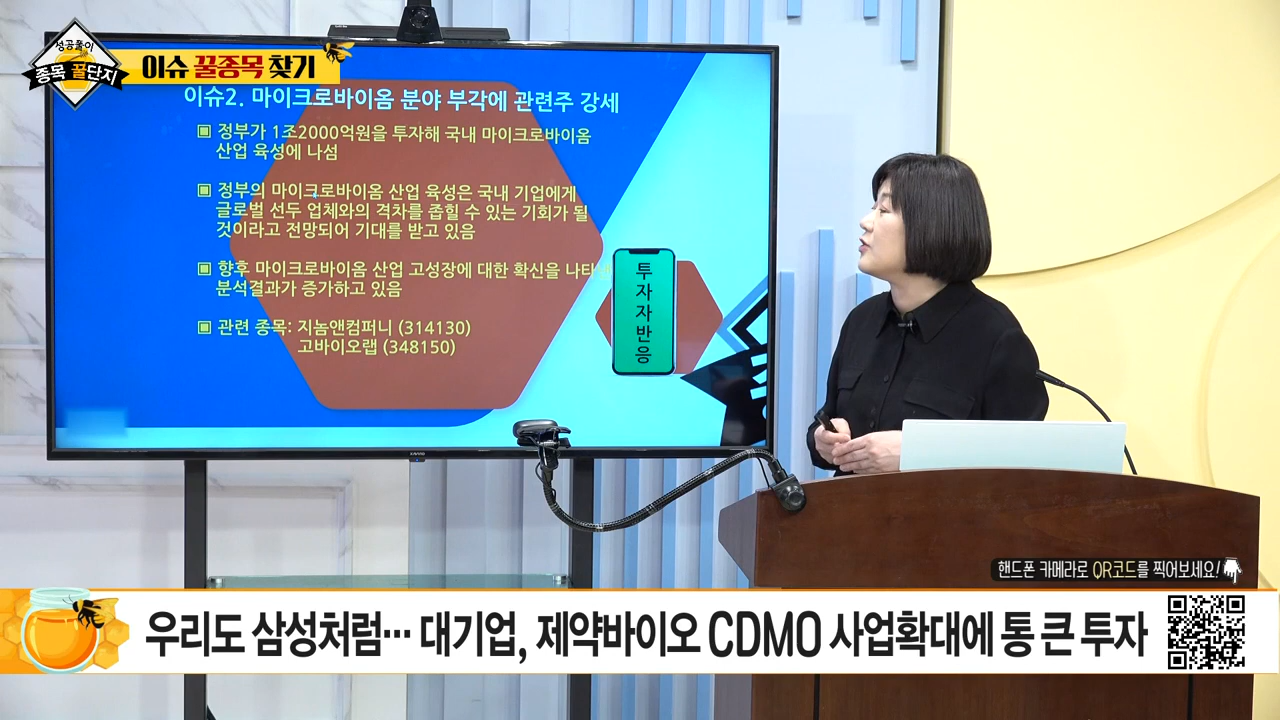 성공풀이
종목 꿀단지
이슈 꿀종목 찾기
이슈2. 마이크로바이옴 분야 부각에 관련주 강세
▣ 정부가 1조2000억원을 투자해 국내 마이크로바이옴
산업 육성에 나섬
▣ 정부의 마이크로바이옴 산업 육성은 국내 기업에게
글로벌 선두 업체와의 격차를 좁힐 수 있는 기회가 될
것이라고 전망되어 기대를 받고 있음
▣ 향후 마이크로바이옴 산업 고성장에 대한 확신을
분석결과가 증가하고 있음
▣ 관련 종목: 지놈앤컴퍼니 (314130)
고바이오랩 (348150)
투
자
자
반
응
핸드폰 카메라로 QR코드를 찍어보세요!
우리도 삼성처럼… 대기업, 제약바이오 CDMO 사업확대에 통 큰 투자